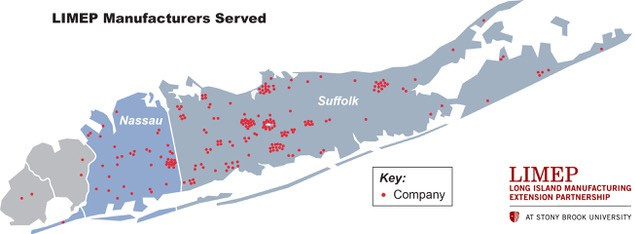 LIMEP Manufacturers Served
Nassau
Suffolk
Key:
Company
LIMEP
LONG ISLAND MANUFACTURING
EXTENSION PARTNERSHIP
AT STONY BROOK UNIVERSITY